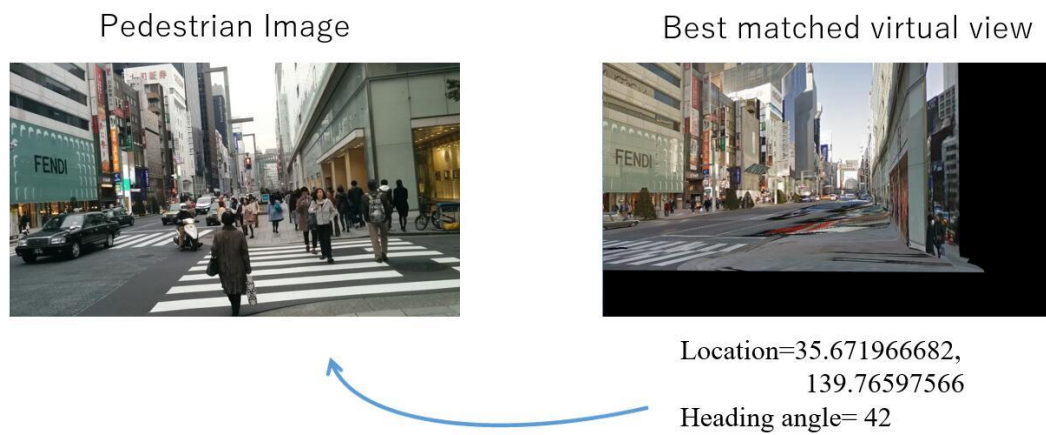 Pedestrian Image
Best matched virtual view
FENDI
FENDI
Location=35.671966682,
139.76597566
Heading angle= 42